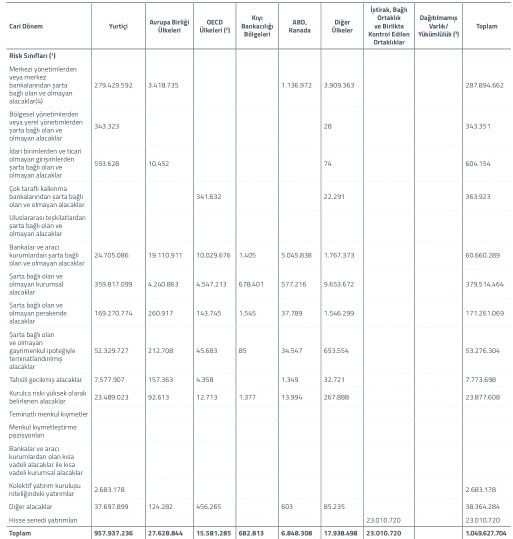 Cari Dönem Yurtiçi Avrupa Birliği Ülkeleri OECD Ülkeleri (²) Kıyı Bankacılığı Bölgeleri ABD, Kanada Diğer Ülkeler İştirak, Bağlı Ortaklık ve Birlikte Kontrol Edilen Ortaklıklar Dağıtılmamış Varlık/ Yükümlülük (³) Toplam
Risk Sınıfları (¹)
Merkezi yönetimlerden
veya merkez
bankalarından şarta
bağlı olan ve olmayan
alacaklar(4) 279.429.592 3.418.735 1.136.972 3.909.363 287.894.662
Bölgesel yönetimlerden
veya yerel yönetimlerden
şarta bağlı olan ve
olmayan alacaklar 343.323 28 343.351
İdari birimlerden ve ticari
olmayan girişimlerden
şarta bağlı olan ve
olmayan alacaklar 593.628 10.452 74 604.154
Çok taraflı kalkınma
bankalarından şarta bağlı
olan ve olmayan alacaklar 341.632 22.291 363.923
Uluslararası teşkilatlardan
şarta bağlı olan ve
olmayan alacaklar
Bankalar ve aracı
kurumlardan şarta bağlı
olan ve olmayan alacaklar 24.705.086 19.110.911 10.029.676 1.405 5.045.838 1.767.373 60.660.289
Şarta bağlı olan ve
olmayan kurumsal
alacaklar 359.817.099 4.240.863 4.547.213 678.401 577.216 9.653.672 379.514.464
Şarta bağlı olan ve
olmayan perakende
alacaklar 169.270.774 260.917 143.745 1.545 37.789 1.546.299 171.261.069
Şarta bağlı olan
ve olmayan
gayrimenkul ipoteğiyle
teminatlandırılmış
alacaklar 52.329.727 212.708 45.683 85 34.547 653.554 53.276.304
Tahsili gecikmiş alacaklar 7.577.907 157.363 4.358 1.349 32.721 7.773.698
Kurulca riski yüksek olarak
belirlenen alacaklar 23.489.023 92.613 12.713 1.377 13.994 267.888 23.877.608
Teminatlı menkul kıymetler
Menkul kıymetleştirme
pozisyonları
Bankalar ve aracı
kurumlardan olan kısa
vadeli alacaklar ile kısa
vadeli kurumsal alacaklar
Kolektif yatırım kuruluşu
niteliğindeki yatırımlar 2.683.178 2.683.178
Diğer alacaklar 37.697.899 124.282 456.265 603 85.235 38.364.284
Hisse senedi yatırımları 23.010.720 23.010.720
Toplam 957.937.236 27.628.844 15.581.285 682.813 6.848.308 17.938.498 23.010.720 1.049.627.704